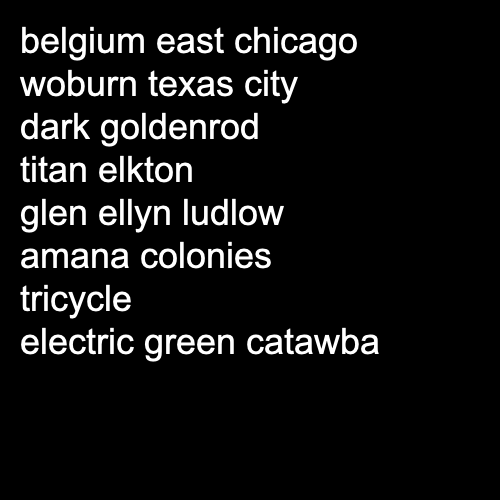 belgium east chicago
woburn texas city
dark goldenrod
titan elkton
glen ellyn ludlow
amana colonies
tricycle
electric green catawba